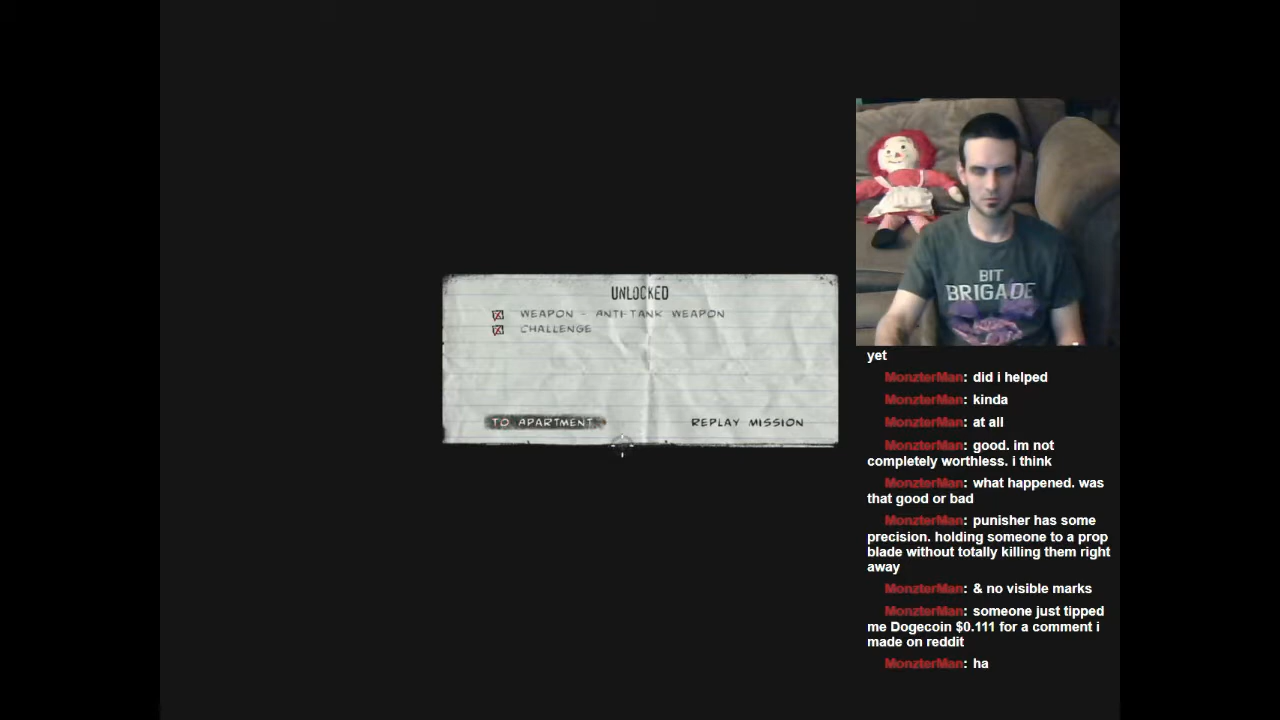 UNLOCKED
WEAPON - ANTI-TANK WEAPON
CHALLENGE
TO APARTMENT
REPLAY MISSION
BIT
BRIGADE
yet
MonzterMan: did i helped
MonzterMan: kinda
MonzterMan: at all
MonzterMan: good. im not
completely worthless. i think
MonzterMan: what happened. was
that good or bad
MonzterMan: punisher has some
precision. holding someone to a prop
blade without totally killing them right
away
MonzterMan: & no visible marks
MonzterMan: someone just tipped
me Dogecoin $0.111 for a comment i
made on reddit
MonzterMan: ha